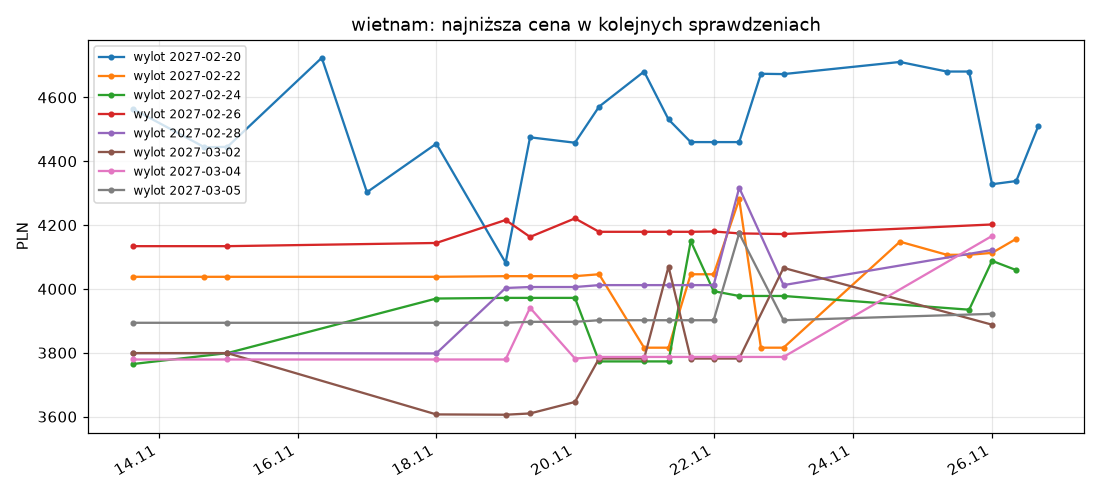 wietnam: najniższa cena w kolejnych sprawdzeniach
wylot 2027-02-20
wylot 2027-02-22
wylot 2027-02-24
wylot 2027-02-26
wylot 2027-02-28
wylot 2027-03-02
wylot 2027-03-04
wylot 2027-03-05
PLN
4600
4400
4200
4000
3800
3600
14.11
16.11
18.11
20.11
22.11
24.11
26.11